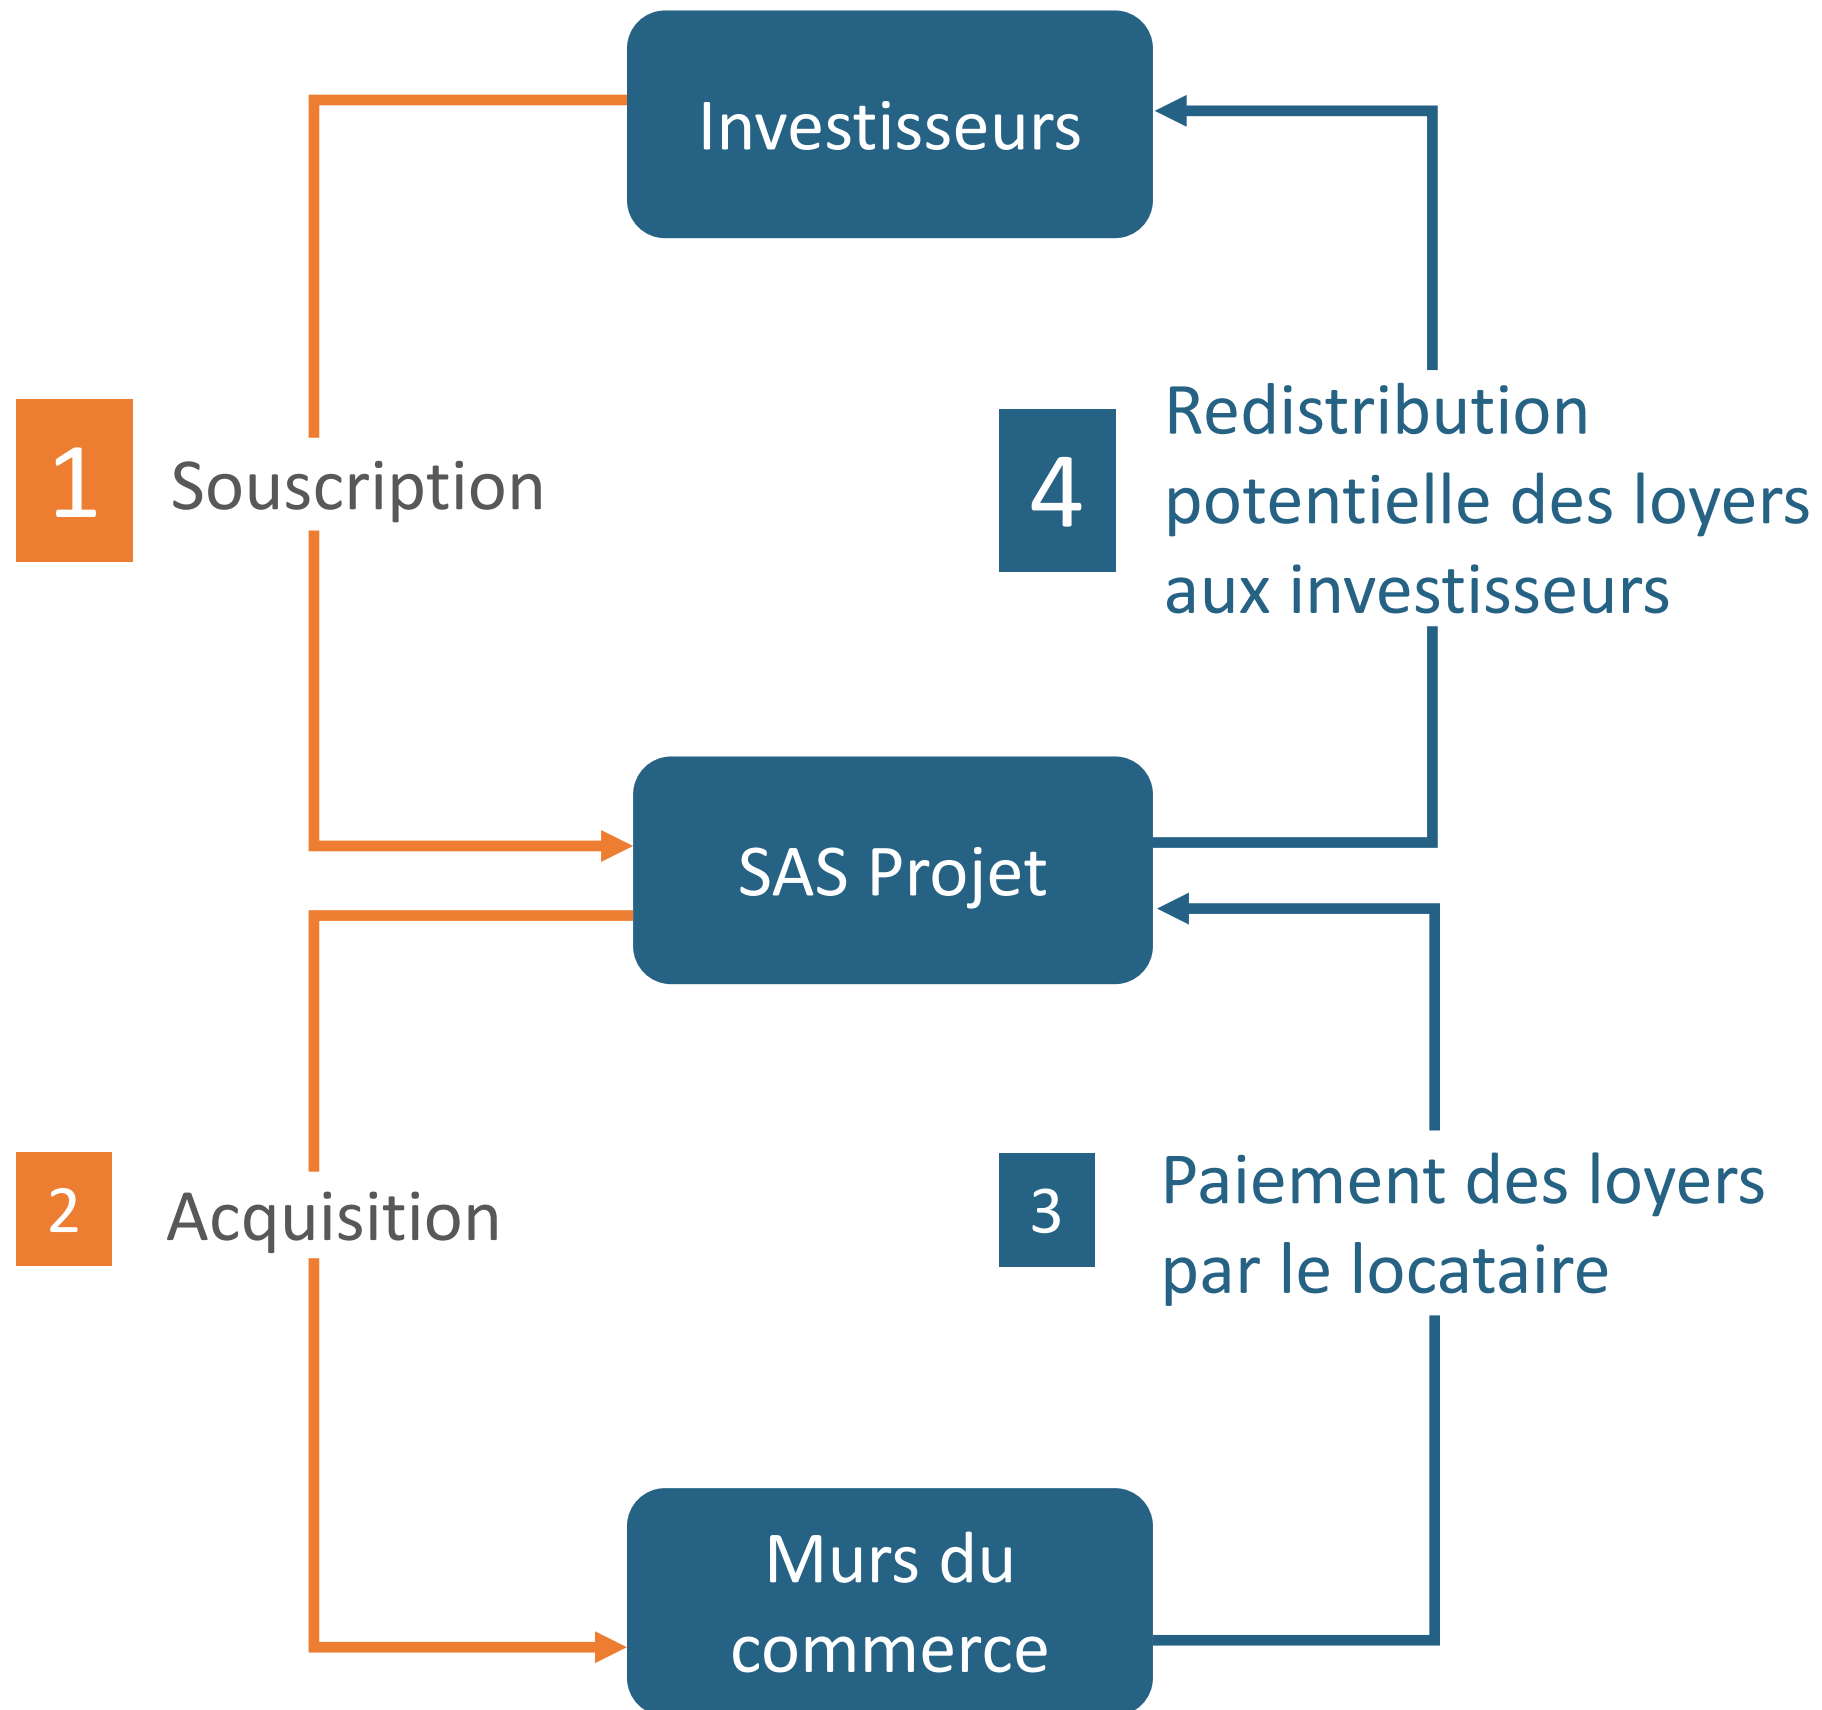 Investisseurs
1
Souscription
4
Redistribution
potentielle des loyers
aux investisseurs
SAS Projet
2
Acquisition
3
Paiement des loyers
par le locataire
Murs du
commerce